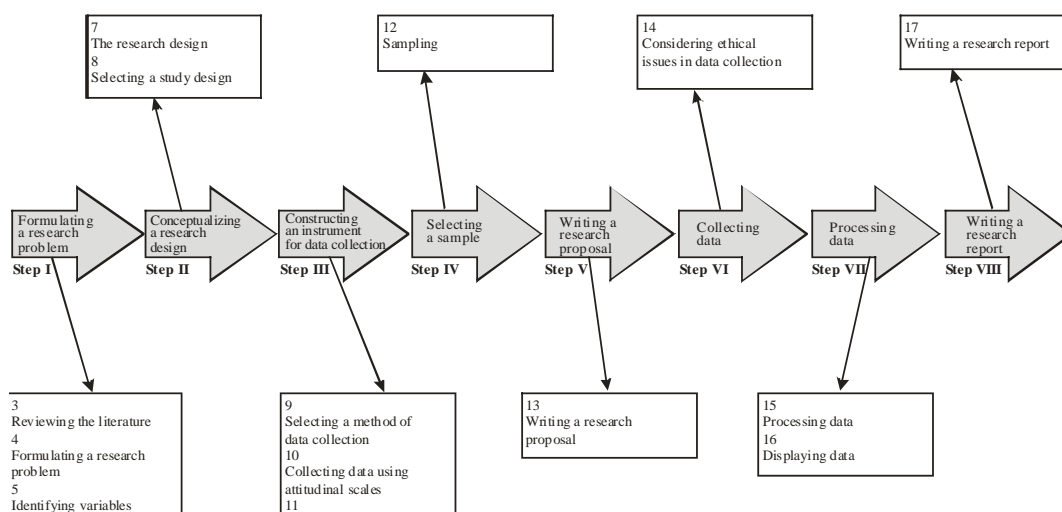 7
The research design
8
Selecting a study design
12
Sampling
14
Considering ethical
issues in data collection
17
Writing a research report
Formulating
a research
problem
Step I
Conceptualizing
a research
design
Step II
Constructing
an instrument
for data collection
Step III
Selecting
a sample
Step IV
Writing a
research
proposal
Step V
Collecting
data
Step VI
Processing
data
Step VII
Writing a
research
report
Step VIII
3
Reviewing the literature
4
Formulating a research
problem
5
Identifying variables
9
Selecting a method of
data collection
10
Collecting data using
attitudinal scales
11
13
Writing a research
proposal
15
Processing data
16
Displaying data